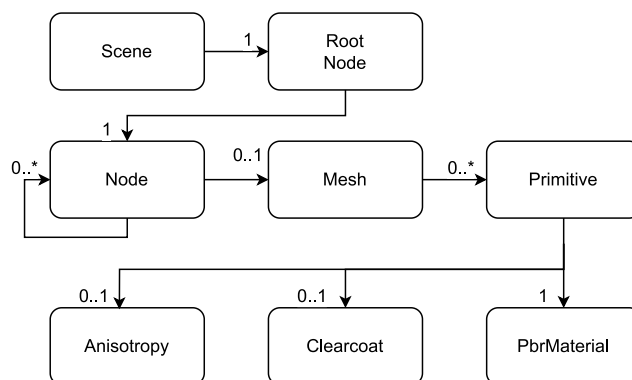 Scene
1
Root
Node
1
0..*
Node
0..1
Mesh
0..*
Primitive
0..1
Anisotropy
0..1
Clearcoat
1
PbrMaterial